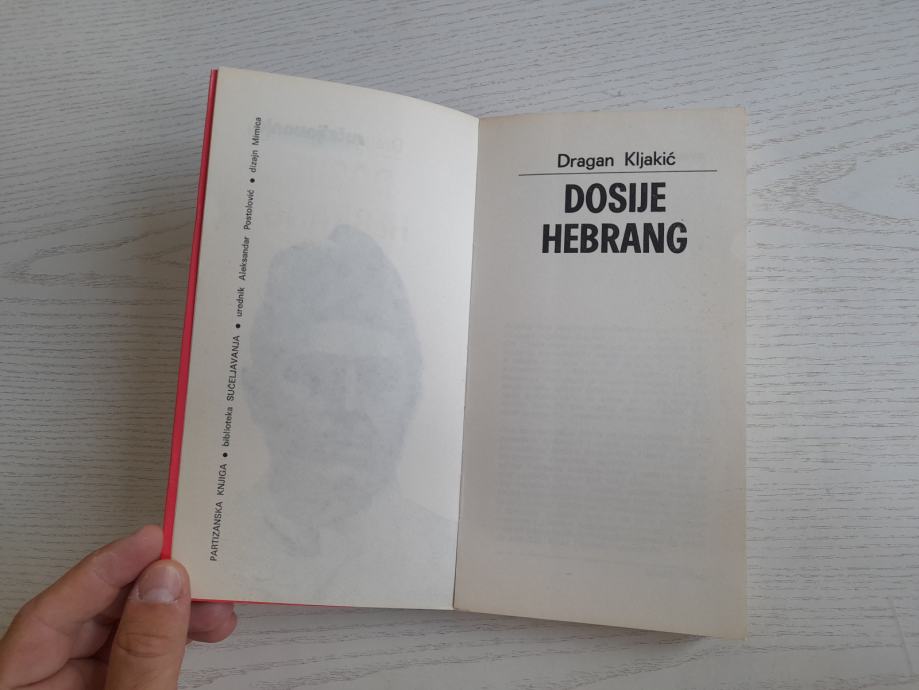 PARTIZANSKA KNJIGA ● biblioteka SUČELJAVANJA ● urednik Aleksandar Postolović ● dizajn Mimica
Dragan Kljakić
DOSIJE
HEBRANG